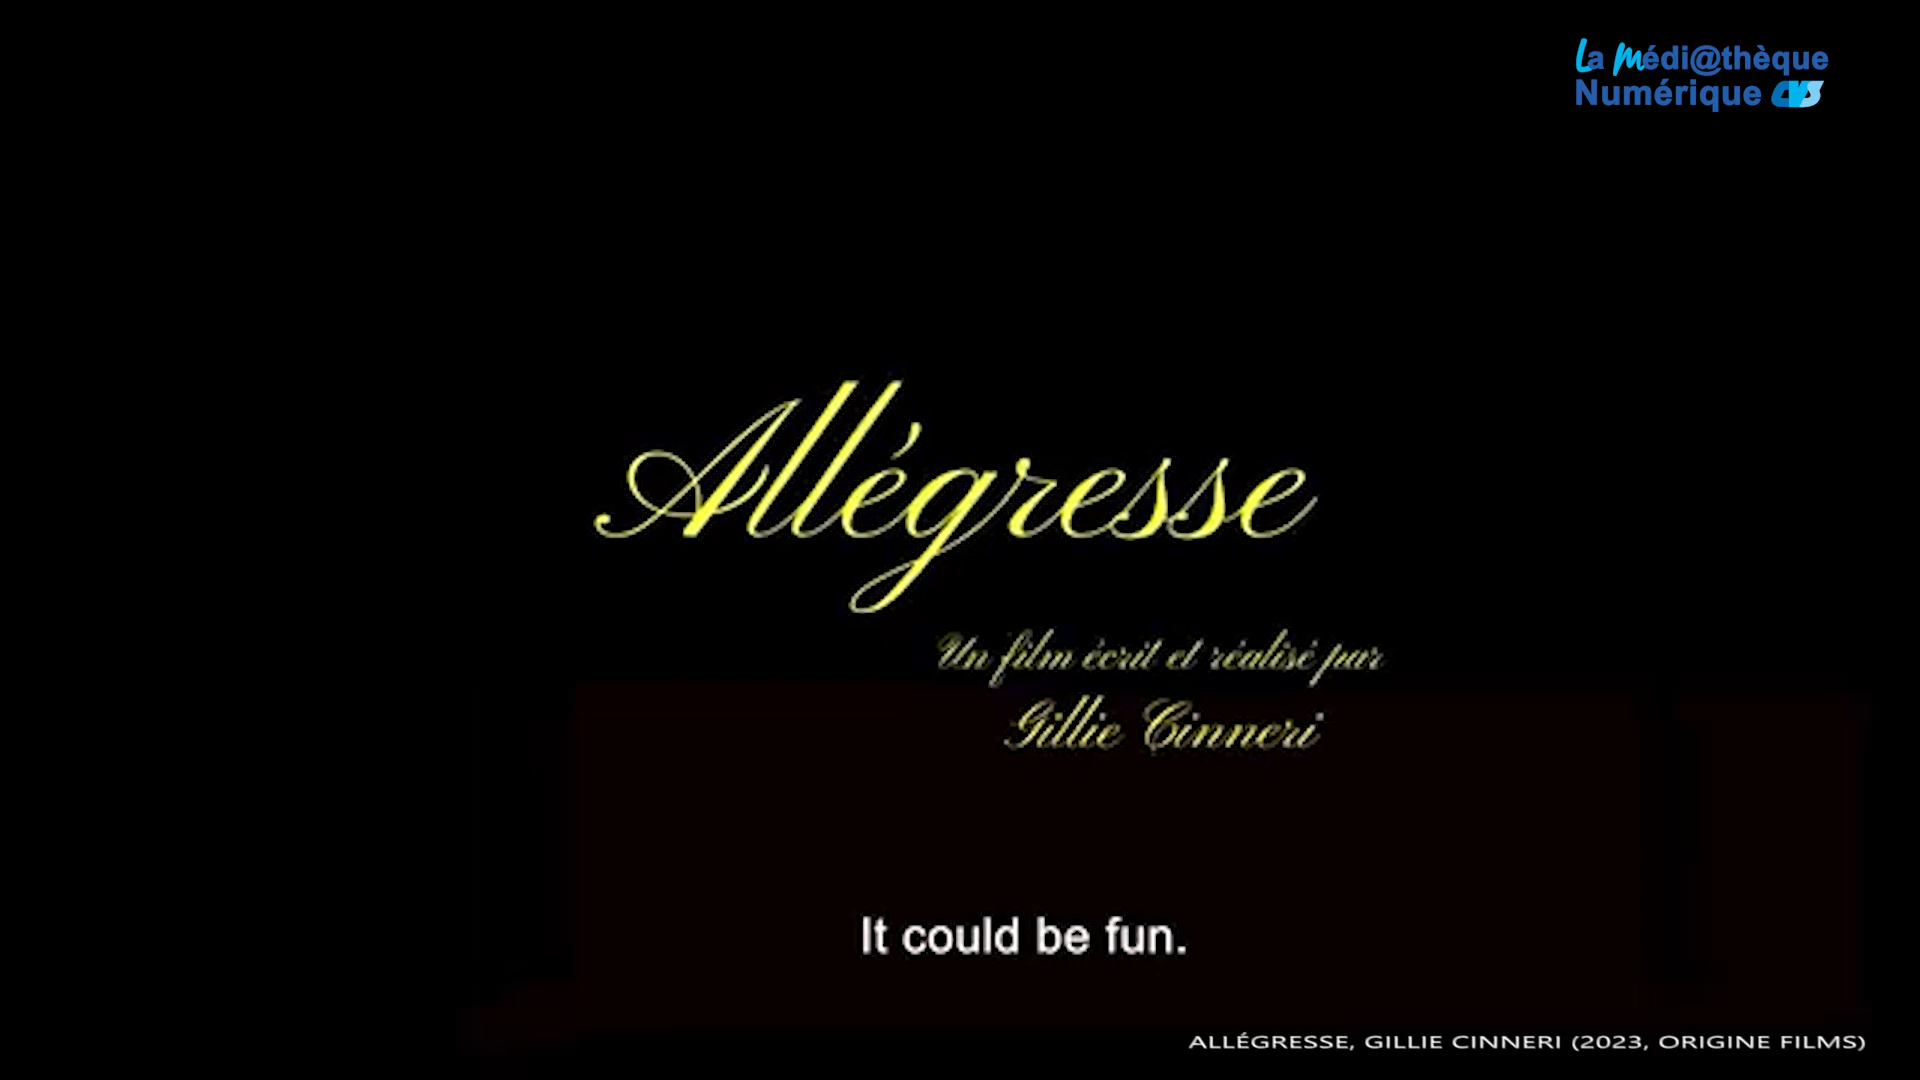 La Médi@thèque
Numérique CVS
Allégresse
Un film écrit et réalisé par
Gillie Cinneri
It could be fun.
ALLÉGRESSE, GILLIE CINNERI (2023, ORIGINE FILMS)